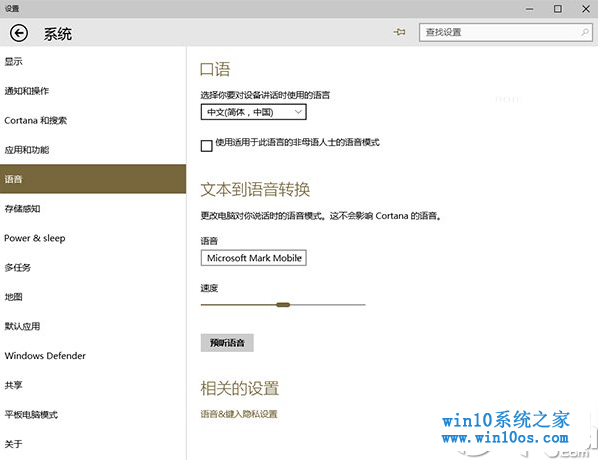 设置
系统
查找设置
显示
通知和操作
Cortana 和搜索
应用和功能
语音
存储感知
Power & sleep
多任务
地图
默认应用
Windows Defender
共享
平板电脑模式
关于
口语
选择你要对设备讲话时使用的语言
中文(简体，中国)
使用适用于此语言的非母语人士的语音模式
文本到语音转换
更改电脑对你说话时的语音模式。这不会影响 Cortana 的语音。
语音
Microsoft Mark Mobile
速度
预听语音
相关的设置
语音&键入隐私设置
win10系统之家
www.win10os.com